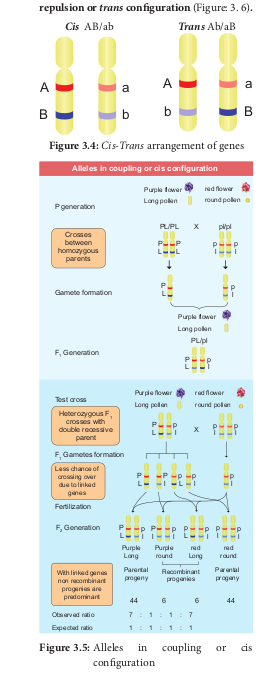 repulsion or trans configuration (Figure 3. 6).
Cis AB/ab
Trans Ab/aB
A a A a
B b b B
Figure 3.4: Cis-Trans arrangement of genes
Alleles in coupling or cis configuration
Purple flower red flower
P generation
Long pollen round pollen
PL/PL X pl/pl
Crosses
between
homozygous
parents
P P p p
L L l l
Gamete formation
P p
L l
Purple flower
Long pollen
PL/pl
F1 Generation
P p
L l
Test cross
Purple flower red flower
Long pollen round pollen
Heterozygous F1
crosses with
double recessive
parent
P p X p p
L l l l
F1 Gametes formation
Less chance of
crossing over
due to linked
genes
P P p p p
L l L l l
Fertilization
F2 Generation
P p P p p p p p
L l l l L l l l
Purple Purple red red
Long round Long round
With linked genes
non recombinant
progeries are
predominant
Parental Recombinant Parental
progeny progenies progeny
44 6 6 44
Observed ratio 7 : 1 : 1 : 7
Expected ratio 1 : 1 : 1 : 1
Figure 3.5: Alleles in coupling or cis
configuration